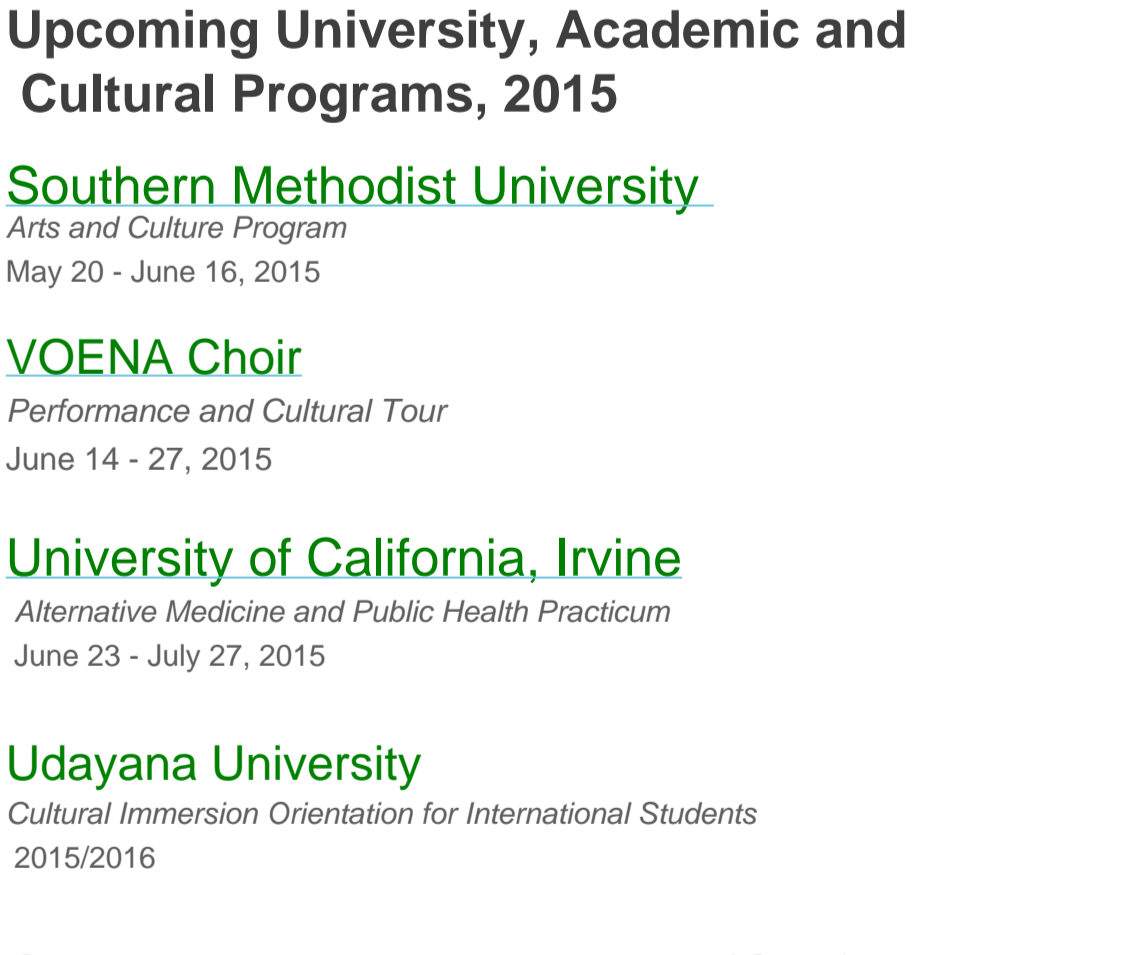 Upcoming University, Academic and
Cultural Programs, 2015
Southern Methodist University
Arts and Culture Program
May 20 - June 16, 2015
VOENA Choir
Performance and Cultural Tour
June 14 - 27, 2015
University of California, Irvine
Alternative Medicine and Public Health Practicum
June 23 - July 27, 2015
Udayana University
Cultural Immersion Orientation for International Students
2015/2016